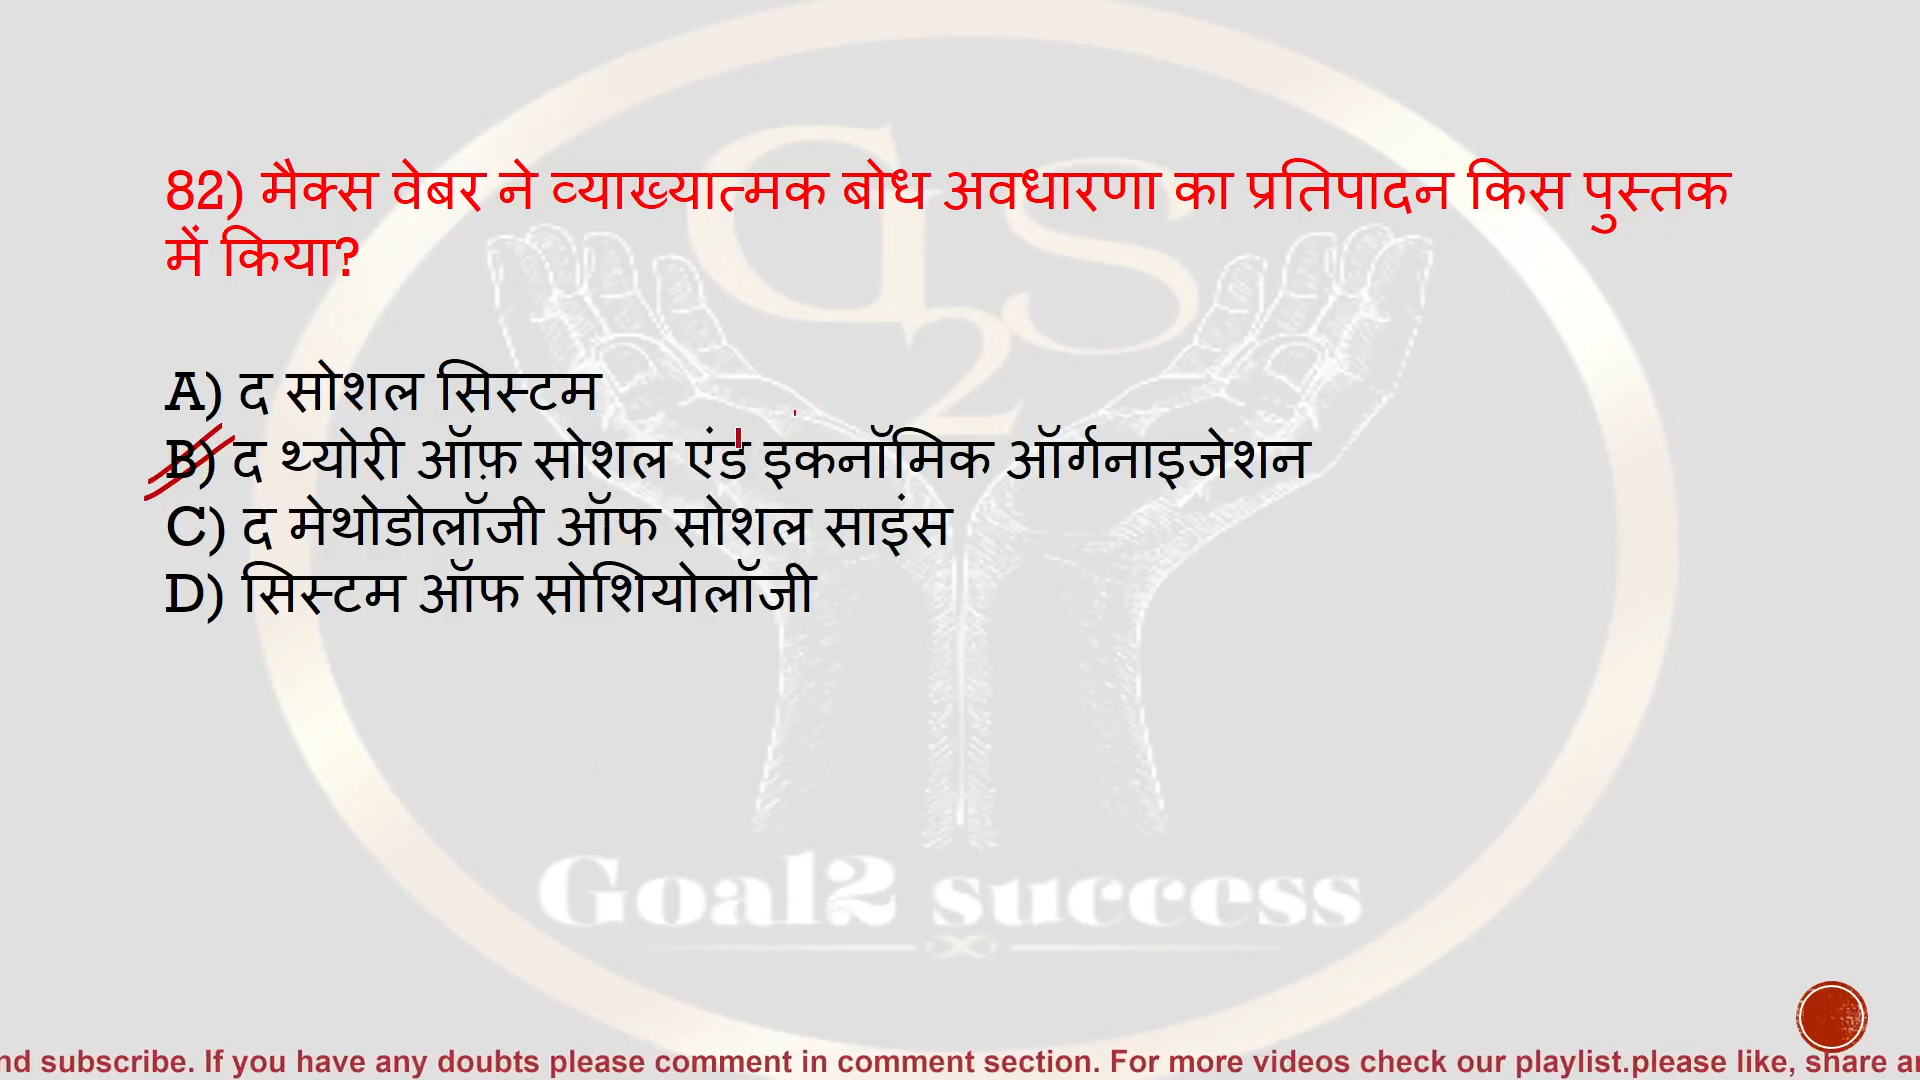 82) मैक्स वेबर ने व्याख्यात्मक बोध अवधारणा का प्रतिपादन किस पुस्तक
में किया?
A) द सोशल सिस्टम
B) द थ्योरी ऑफ़ सोशल एंड इकनॉमिक ऑर्गनाइजेशन
C) द मेथोडोलॉजी ऑफ सोशल साइंस
D) सिस्टम ऑफ सोशियोलॉजी
G2S
Goal2 success
nd subscribe. If you have any doubts please comment in comment section. For more videos check our playlist.please like, share ar